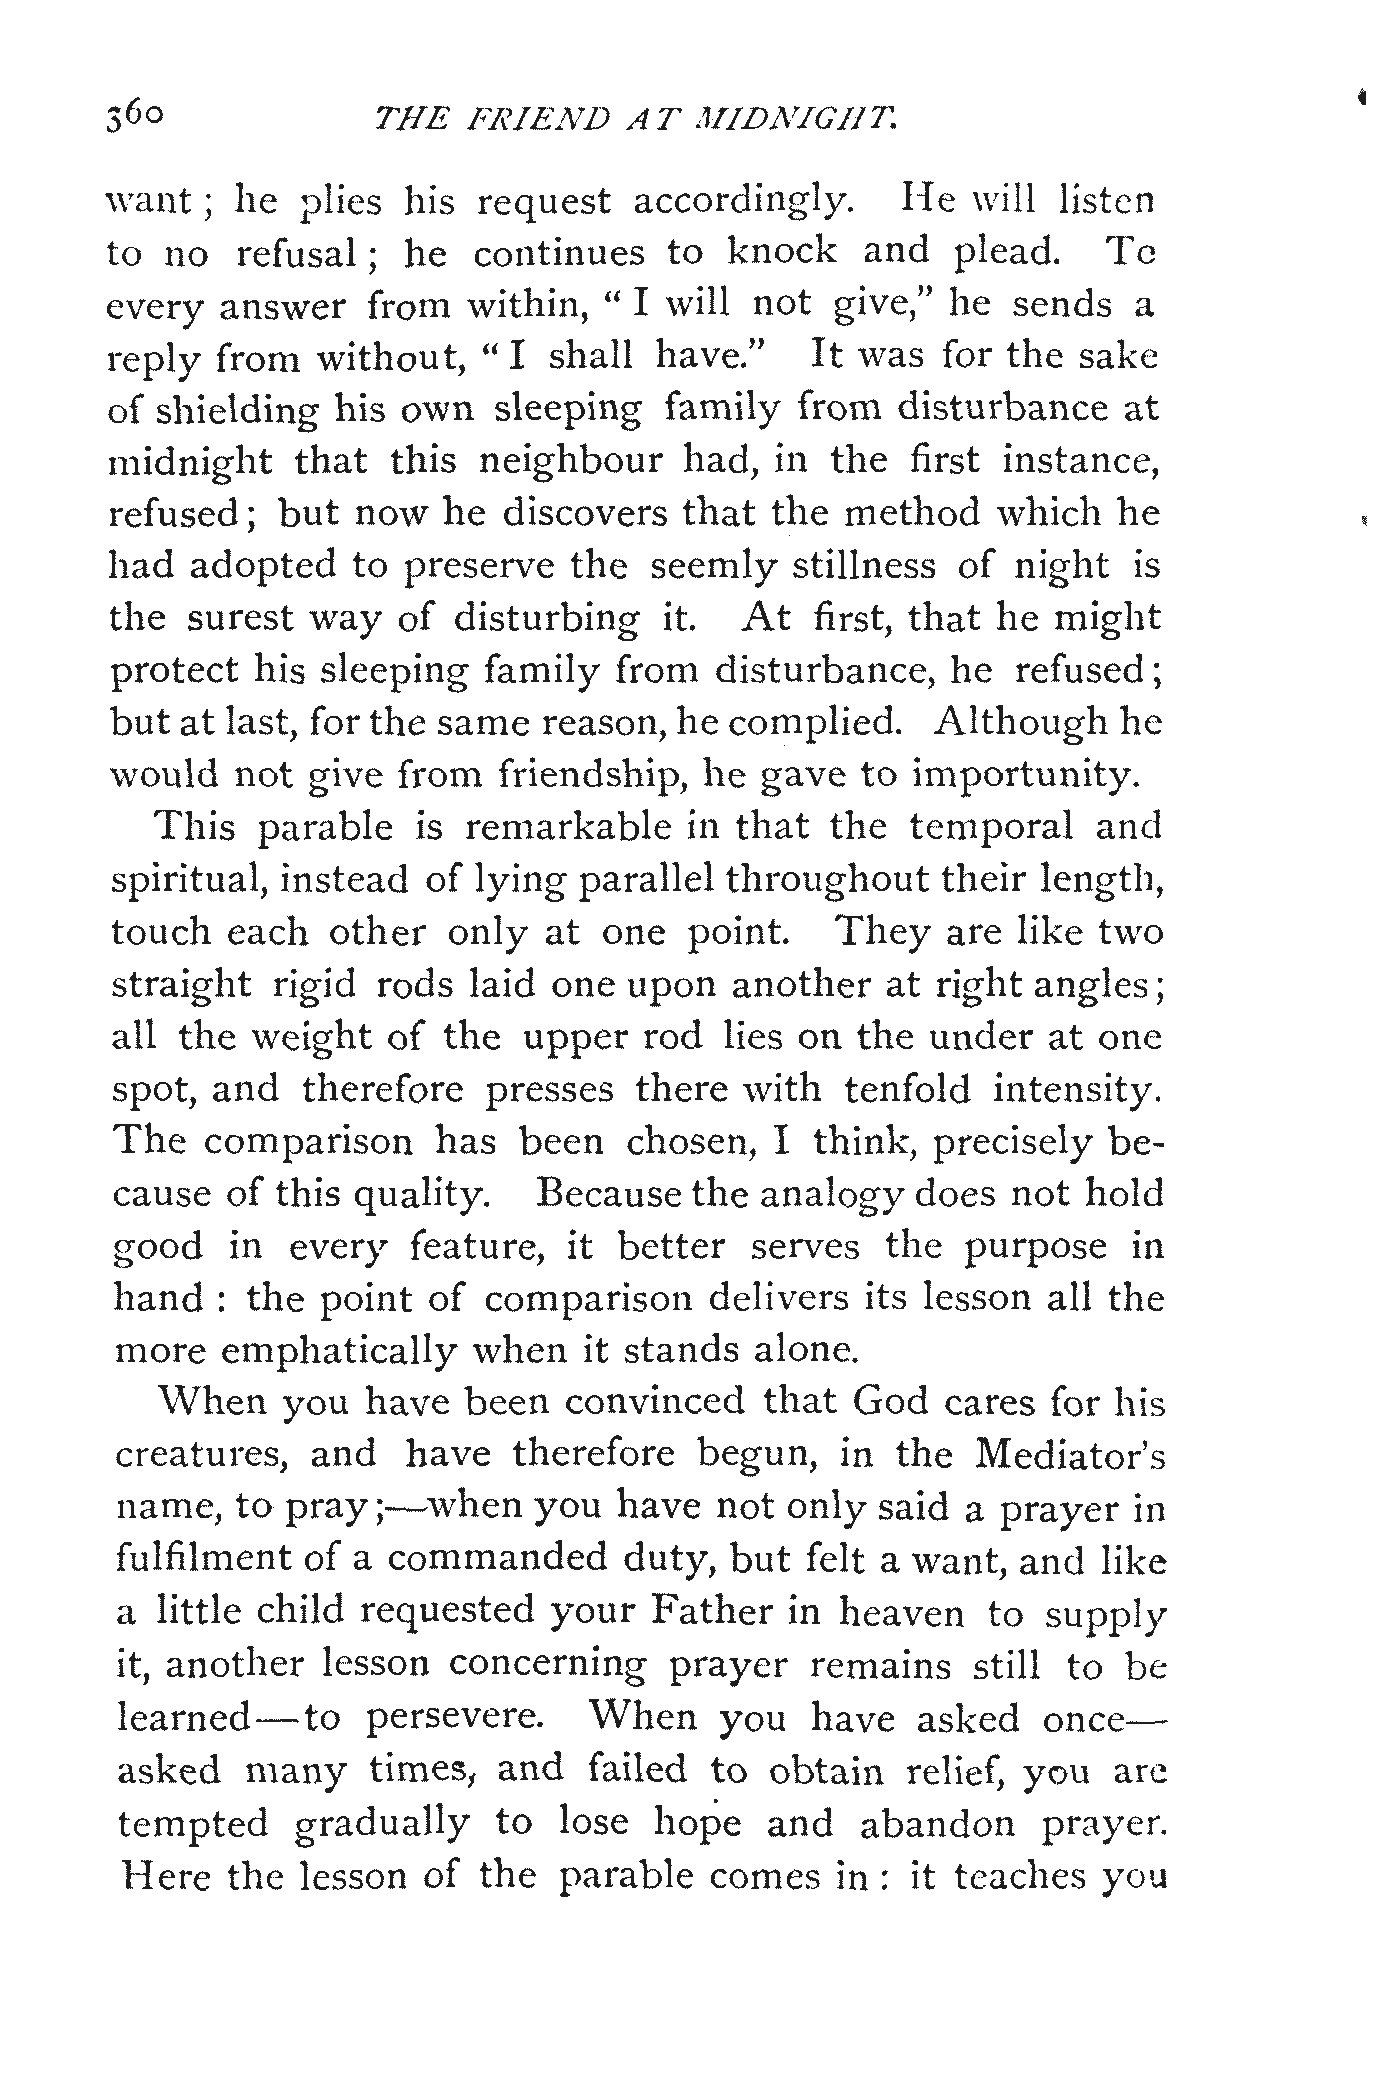 360 THE FRIEND AT MIDNIGHT.
want ; he plies his request accordingly. He will listen
to no refusal ; he continues to knock and plead. To
every answer from within, “ I will not give,” he sends a
reply from without, “ I shall have.” It was for the sake
of shielding his own sleeping family from disturbance at
midnight that this neighbour had, in the first instance,
refused ; but now he discovers that the method which he
had adopted to preserve the seemly stillness of night is
the surest way of disturbing it. At first, that he might
protect his sleeping family from disturbance, he refused ;
but at last, for the same reason, he complied. Although he
would not give from friendship, he gave to importunity.
This parable is remarkable in that the temporal and
spiritual, instead of lying parallel throughout their length,
touch each other only at one point. They are like two
straight rigid rods laid one upon another at right angles ;
all the weight of the upper rod lies on the under at one
spot, and therefore presses there with tenfold intensity.
The comparison has been chosen, I think, precisely be-
cause of this quality. Because the analogy does not hold
good in every feature, it better serves the purpose in
hand : the point of comparison delivers its lesson all the
more emphatically when it stands alone.
When you have been convinced that God cares for his
creatures, and have therefore begun, in the Mediator’s
name, to pray ;—when you have not only said a prayer in
fulfilment of a commanded duty, but felt a want, and like
a little child requested your Father in heaven to supply
it, another lesson concerning prayer remains still to be
learned—to persevere. When you have asked once—
asked many times, and failed to obtain relief, you are
tempted gradually to lose hope and abandon prayer.
Here the lesson of the parable comes in : it teaches you